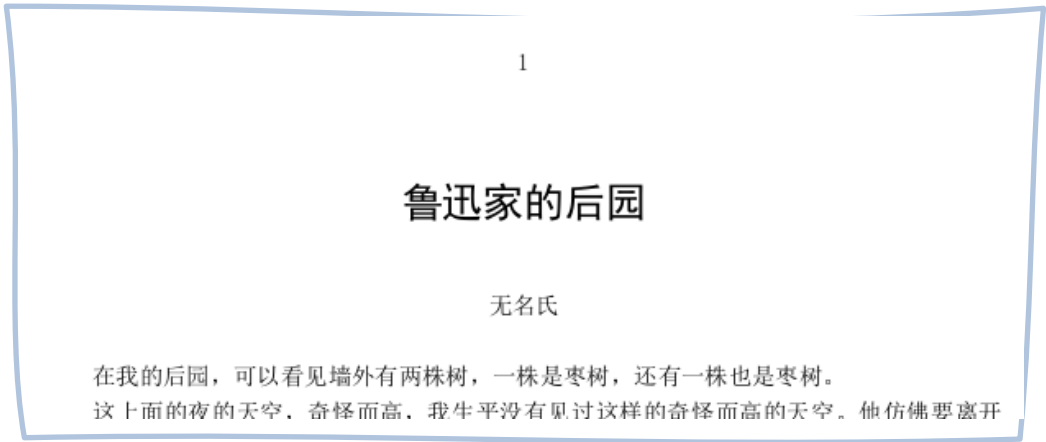 1
鲁迅家的后园
无名氏
在我的后园，可以看见墙外有两株树，一株是枣树，还有一株也是枣树。
这上面的夜的天空，奇怪而高，我生平没有见过这样的奇怪而高的天空。他仿佛要离开